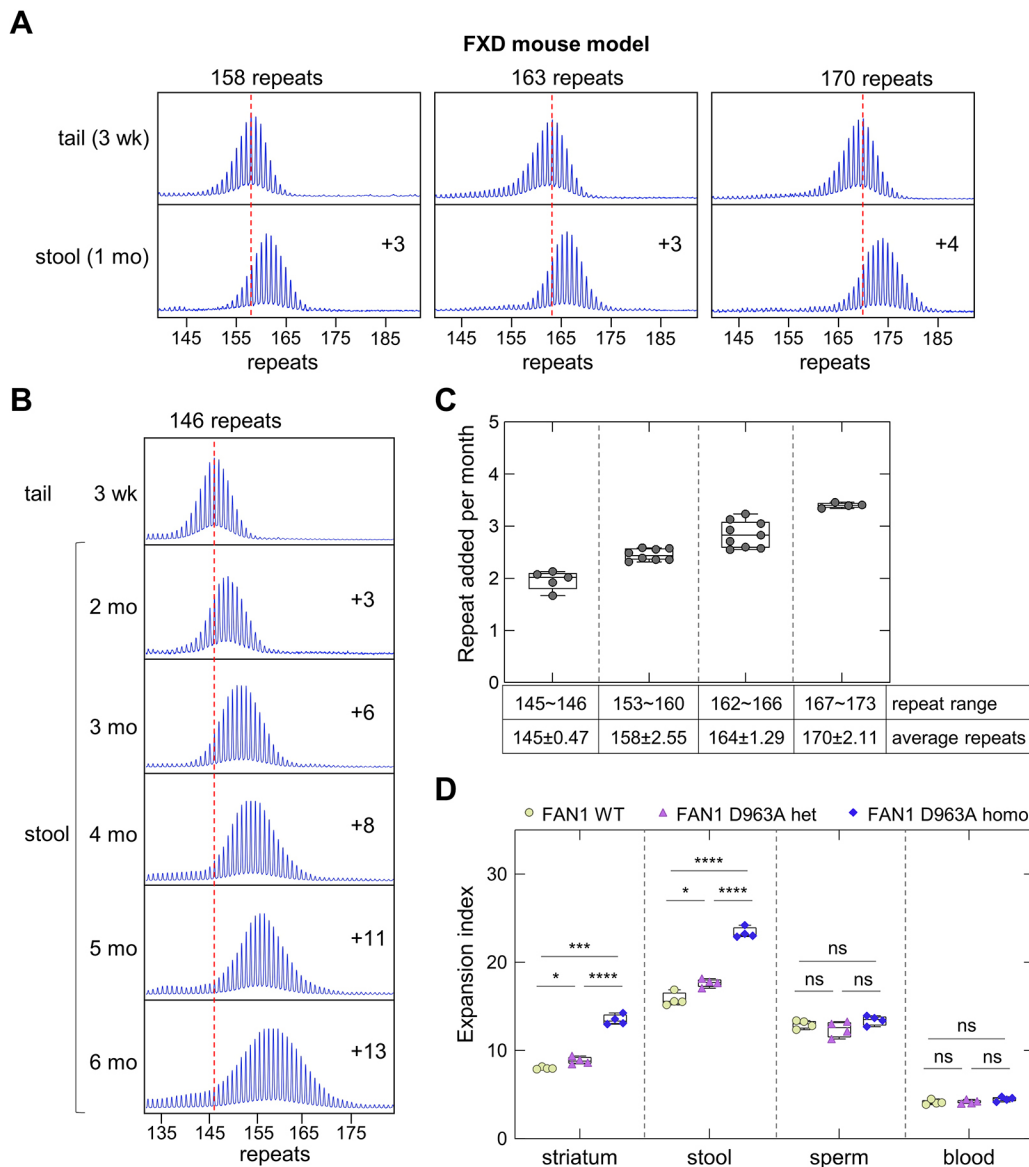 A
FXD mouse model
158 repeats 163 repeats 170 repeats
tail (3 wk)
stool (1 mo) +3 +3 +4
145 155 165 175 185 145 155 165 175 185 145 155 165 175 185
repeats repeats repeats
B
146 repeats
tail 3 wk
2 mo +3
3 mo +6
stool 4 mo +8
5 mo +11
6 mo +13
135 145 155 165 175
repeats
C
Repeat added per month
5
4
3
2
1
0
145~146 153~160 162~166 167~173 repeat range
145±0.47 158±2.55 164±1.29 170±2.11 average repeats
D
FAN1 WT FAN1 D963A het FAN1 D963A homo
Expansion index
30
20
10
0
*** * ****
**** * ****
ns ns ns
ns ns ns
striatum stool sperm blood